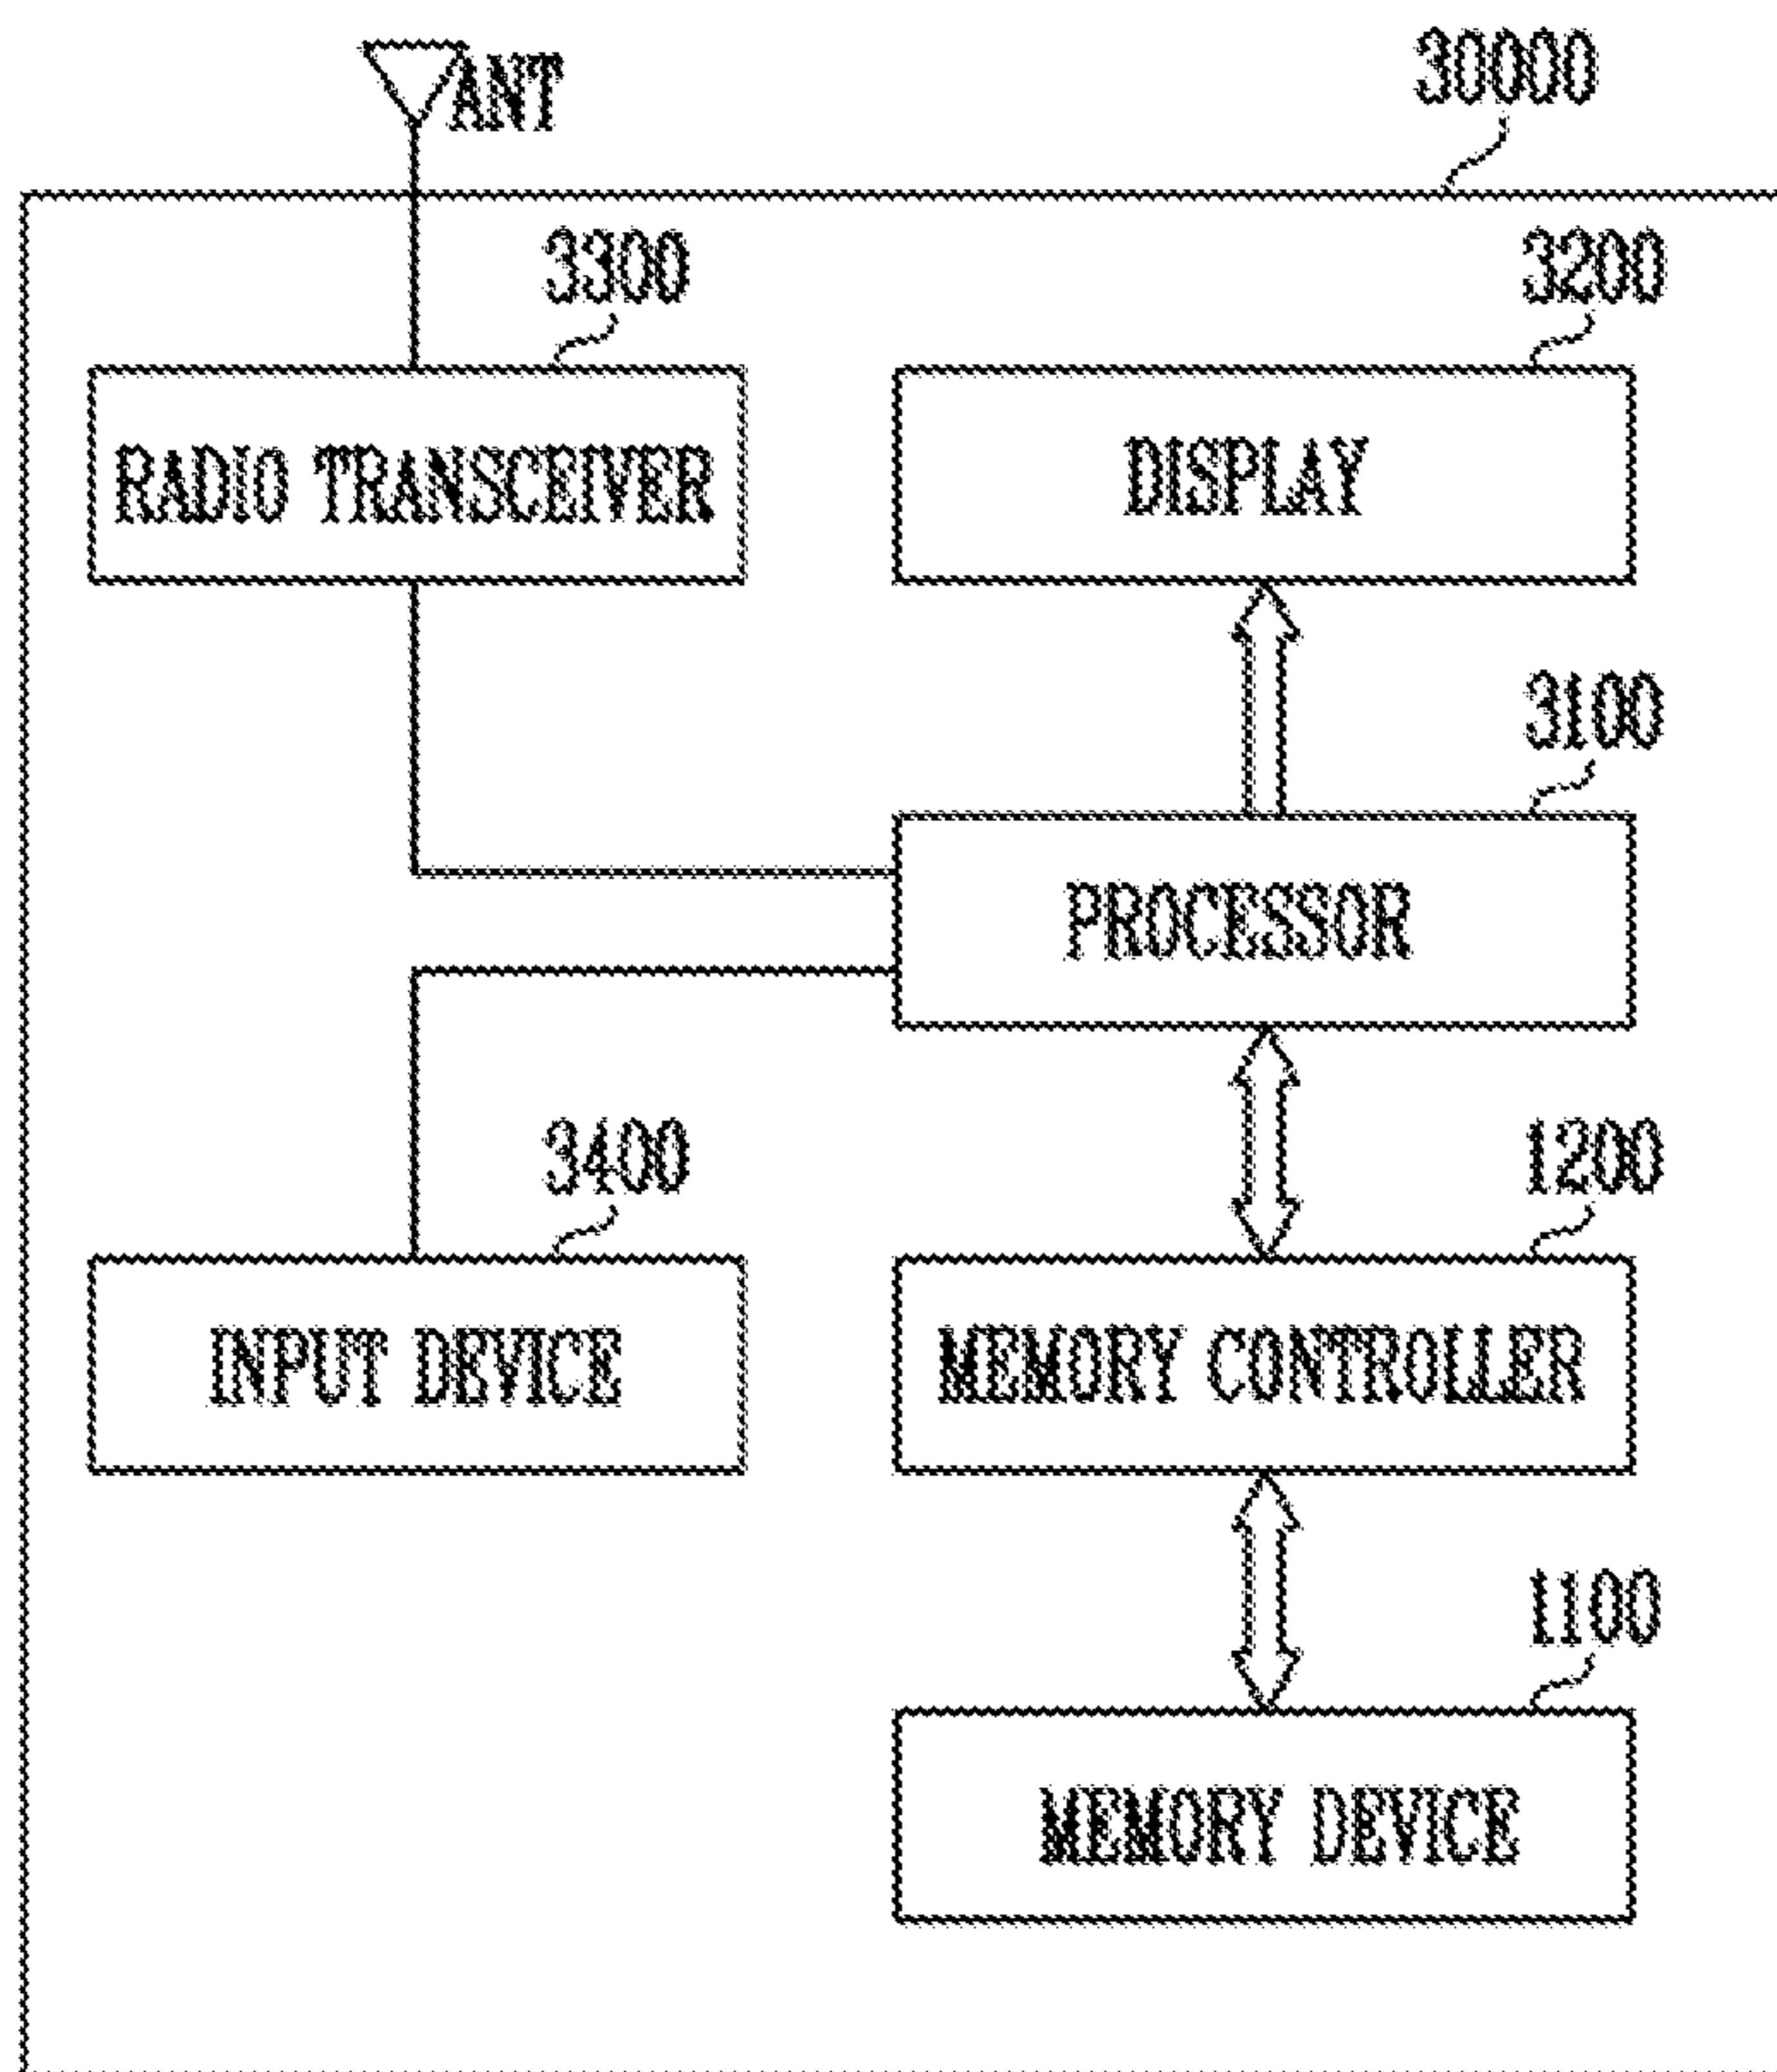 ANT
30000
3300
3200
RADIO TRANSCEIVER
DISPLAY
3100
PROCESSOR
3400
1200
INPUT DEVICE
MEMORY CONTROLLER
1100
MEMORY DEVICE